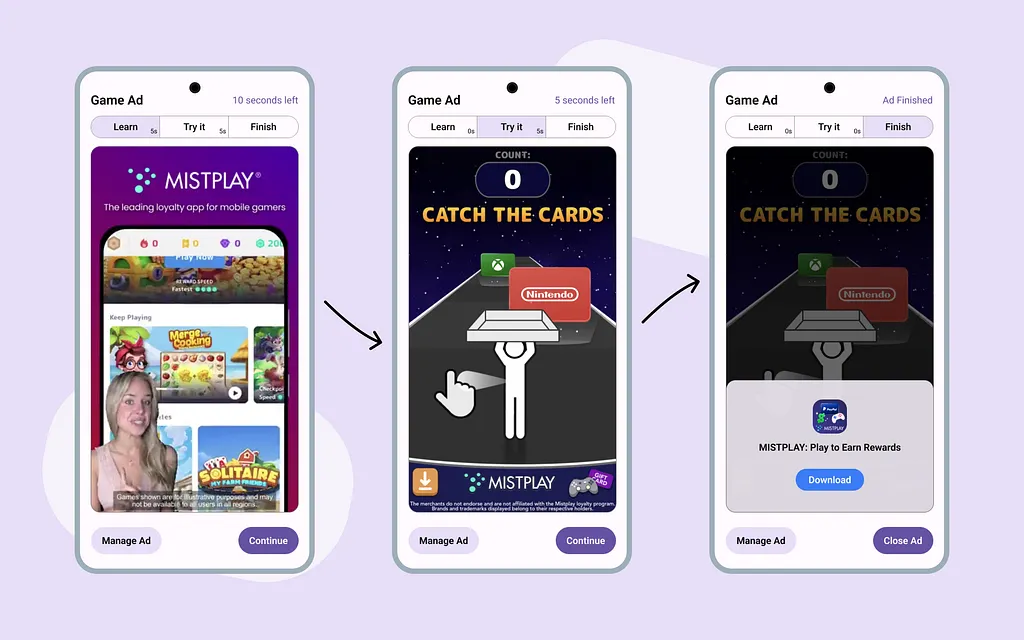 Game Ad
10 seconds left
Learn 5s
Try it 5s
Finish
MISTPLAY®
The leading loyalty app for mobile gamers
0 0 0 200
Play Now
REWARD SPEED
Fastest
Keep Playing
Merge
Cooking
Checkpoi
Speed
SOLITAIRE
MY FARM FRIENDS
Games shown are for illustrative purposes and may
not be available to all users in all regions.
Manage Ad
Continue
Game Ad
5 seconds left
Learn 0s
Try it 5s
Finish
COUNT:
0
CATCH THE CARDS
Nintendo
MISTPLAY
GIFT
CARD
The merchants do not endorse and are not affiliated with the Mistplay loyalty program.
Brands and trademarks displayed belong to their respective holders.
Manage Ad
Continue
Game Ad
Ad Finished
Learn 0s
Try it 0s
Finish
COUNT:
0
CATCH THE CARDS
Nintendo
PayPal
MISTPLAY
MISTPLAY: Play to Earn Rewards
Download
Manage Ad
Close Ad